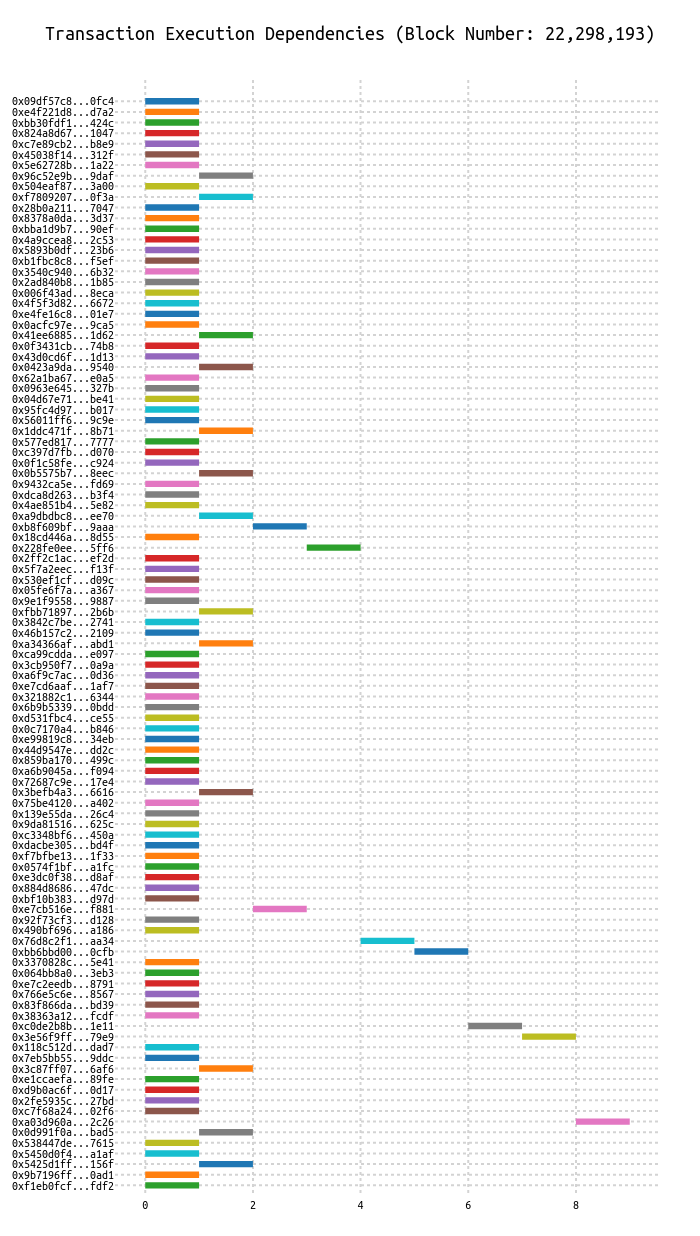 Transaction Execution Dependencies (Block Number: 22,298,193)
0x09df57c8...0fc4
0xe4f221d8...d7a2
0xbb30fdf1...424c
0x824a8d67...1047
0xc7e89cb2...b8e9
0x45038f14...312f
0x5e62728b...1a22
0x96c52e9b...9daf
0x504eaf87...3a00
0xf7809207...0f3a
0x28b0a211...7047
0x8378a0da...3d37
0xbba1d9b7...90ef
0x4a9ccea8...2c53
0x5893b0df...23b6
0xb1fbc8c8...f5ef
0x3540c940...6b32
0x2ad840b8...1b85
0x006f43ad...8eca
0x4f5f3d82...6672
0xe4fe16c8...01e7
0x0acfc97e...9ca5
0x41ee6885...1d62
0x0f3431cb...74b8
0x43d0cd6f...1d13
0x0423a9da...9540
0x62a1ba67...e0a5
0x0963e645...327b
0x04d67e71...be41
0x95fc4d97...b017
0x56011ff6...9c9e
0x1ddc471f...8b71
0x577ed817...7777
0xc397d7fb...d070
0x0f1c58fe...c924
0x0b5575b7...8eec
0x9432ca5e...fd69
0xdca8d263...b3f4
0x4ae851b4...5e82
0xa9dbdbc8...ee70
0xb8f609bf...9aaa
0x18cd446a...8d55
0x228fe0ee...5ff6
0x2ff2c1ac...ef2d
0x5f7a2eec...f13f
0x530ef1cf...d09c
0x05fe6f7a...a367
0x9e1f9558...9887
0xfbb71897...2b6b
0x3842c7be...2741
0x46b157c2...2109
0xa34366af...abd1
0xca99cdda...e097
0x3cb950f7...0a9a
0xa6f9c7ac...0d36
0xe7cd6aaf...1af7
0x321882c1...6344
0x6b9b5339...0bdd
0xd531fbc4...ce55
0x0c7170a4...b846
0xe99819c8...34eb
0x44d9547e...dd2c
0x859ba170...499c
0xa6b9045a...f094
0x72687c9e...17e4
0x3befb4a3...6616
0x75be4120...a402
0x139e55da...26c4
0x9da81516...625c
0xc3348bf6...450a
0xdacbe305...bd4f
0xf7bfbe13...1f33
0x0574f1bf...a1fc
0xe3dc0f38...d8af
0x884d8686...47dc
0xbf10b383...d97d
0xe7cb516e...f881
0x92f73cf3...d128
0x490bf696...a186
0x76d8c2f1...aa34
0xbb6bbd00...0cfb
0x3370828c...5e41
0x064bb8a0...3eb3
0xe7c2eedb...8791
0x766e5c6e...8567
0x83f866da...bd39
0x38363a12...fcdf
0xc0de2b8b...1e11
0x3e56f9ff...79e9
0x118c512d...dad7
0x7eb5bb55...9ddc
0x3c87ff07...6af6
0xe1ccaefa...89fe
0xd9b0ac6f...0d17
0x2fe5935c...27bd
0xc7f68a24...02f6
0xa03d960a...2c26
0x0d991f0a...bad5
0x538447de...7615
0x5450d0f4...a1af
0x5425d1ff...156f
0x9b7196ff...0ad1
0xf1eb0fcf...fdf2
0 2 4 6 8